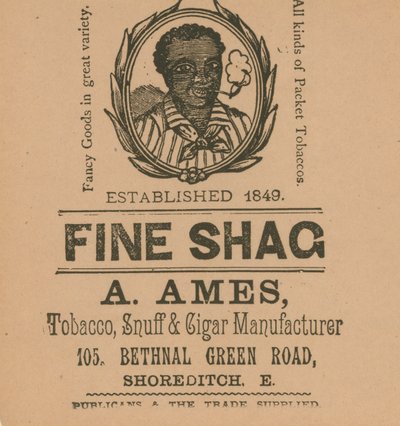 Fancy Goods in great variety.
All kinds of Packet Tobaccos.
ESTABLISHED 1849.
FINE SHAG
A. AMES,
Tobacco, Snuff & Cigar Manufacturer
105, BETHNAL GREEN ROAD,
SHOREDITCH. E.
PUBLICANS & THE TRADE SUPPLIED